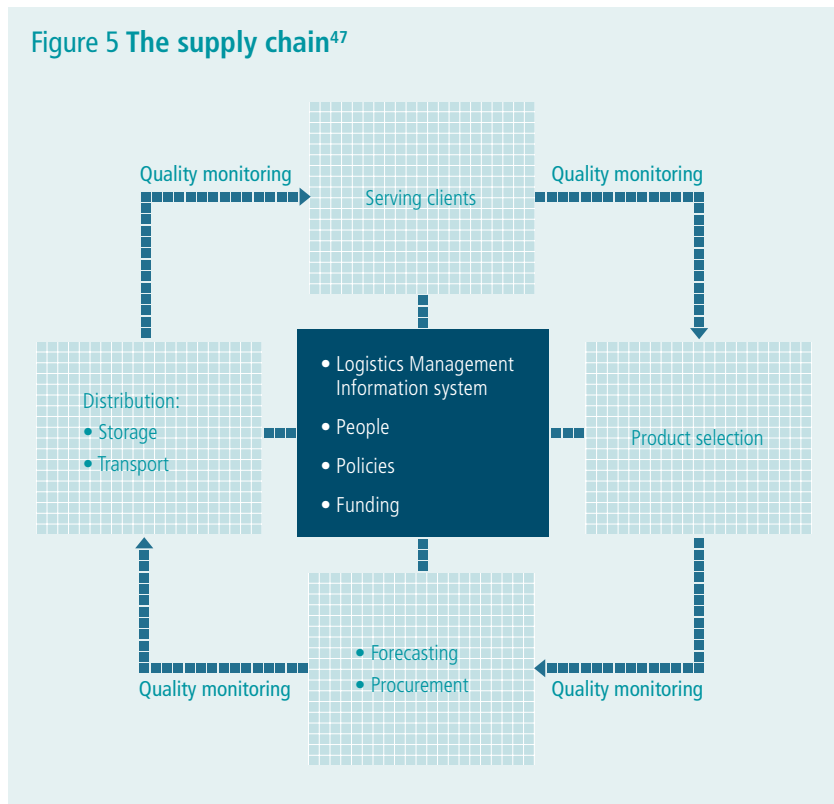 Figure 5 The supply chain47
Quality monitoring
Quality monitoring
Serving clients
• Logistics Management
Information system
• People
• Policies
• Funding
Distribution:
• Storage
• Transport
Product selection
• Forecasting
• Procurement
Quality monitoring
Quality monitoring